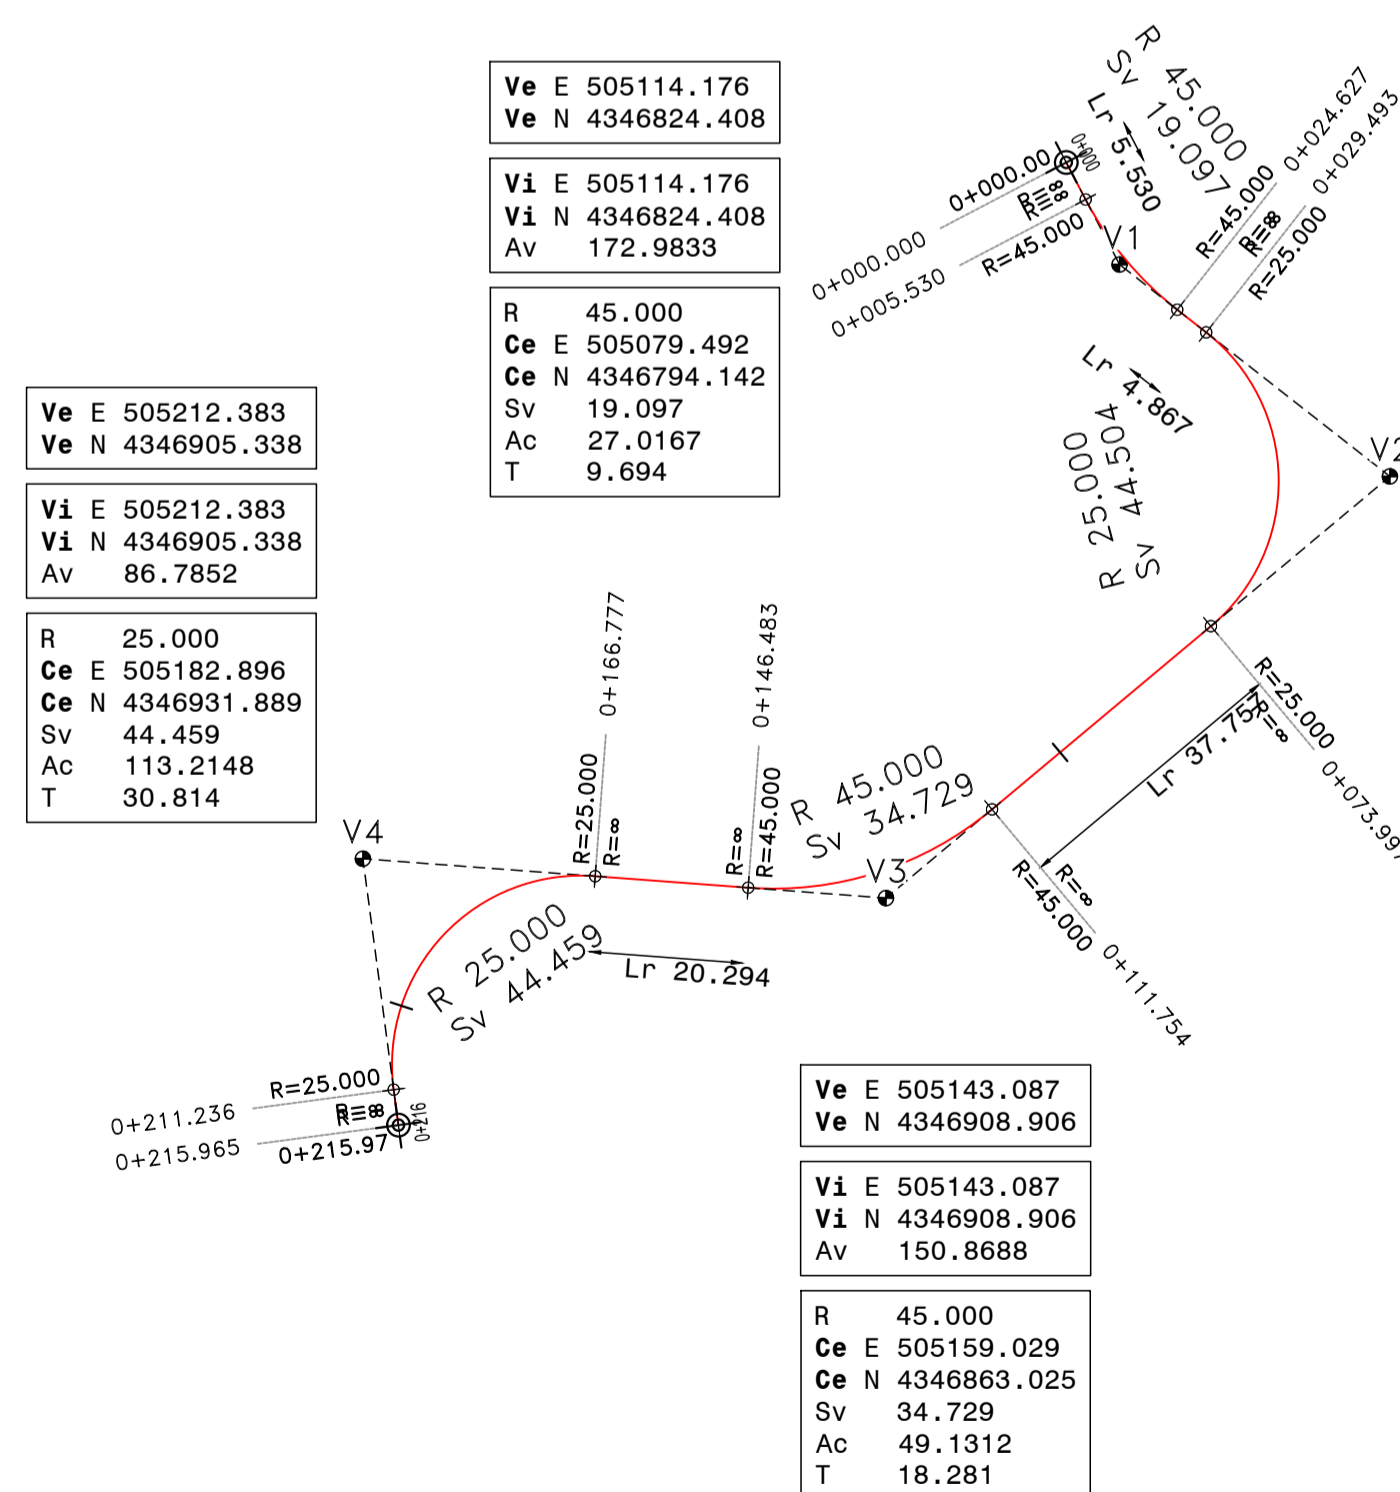 Ve E 505114.176
Ve N 4346824.408
Vi E 505114.176
Vi N 4346824.408
Av 172.9833
R 45.000
Ce E 505079.492
Ce N 4346794.142
Sv 19.097
Ac 27.0167
T 9.694
R 45.000
Sv 19.097
Lr 5.530
0+000
0+000.00
R=∞
R=∞
0+000.000
R=45.000
0+005.530
V1
R=45.000 0+024.627
R=∞
R=∞
R=25.000 0+029.493
Lr 4.867
R 25.000
Sv 44.504
V2
Ve E 505212.383
Ve N 4346905.338
Vi E 505212.383
Vi N 4346905.338
Av 86.7852
R 25.000
Ce E 505182.896
Ce N 4346931.889
Sv 44.459
Ac 113.2148
T 30.814
R=25.000
R=∞
0+073.997
Lr 37.757
R=∞
R=45.000
0+111.754
R 45.000
Sv 34.729
V3
0+146.483
R=∞
R=45.000
0+166.777
R=25.000
R=∞
Lr 20.294
V4
R 25.000
Sv 44.459
R=25.000
0+211.236
R=∞
R=∞
0+216
0+215.965
0+215.97
Ve E 505143.087
Ve N 4346908.906
Vi E 505143.087
Vi N 4346908.906
Av 150.8688
R 45.000
Ce E 505159.029
Ce N 4346863.025
Sv 34.729
Ac 49.1312
T 18.281